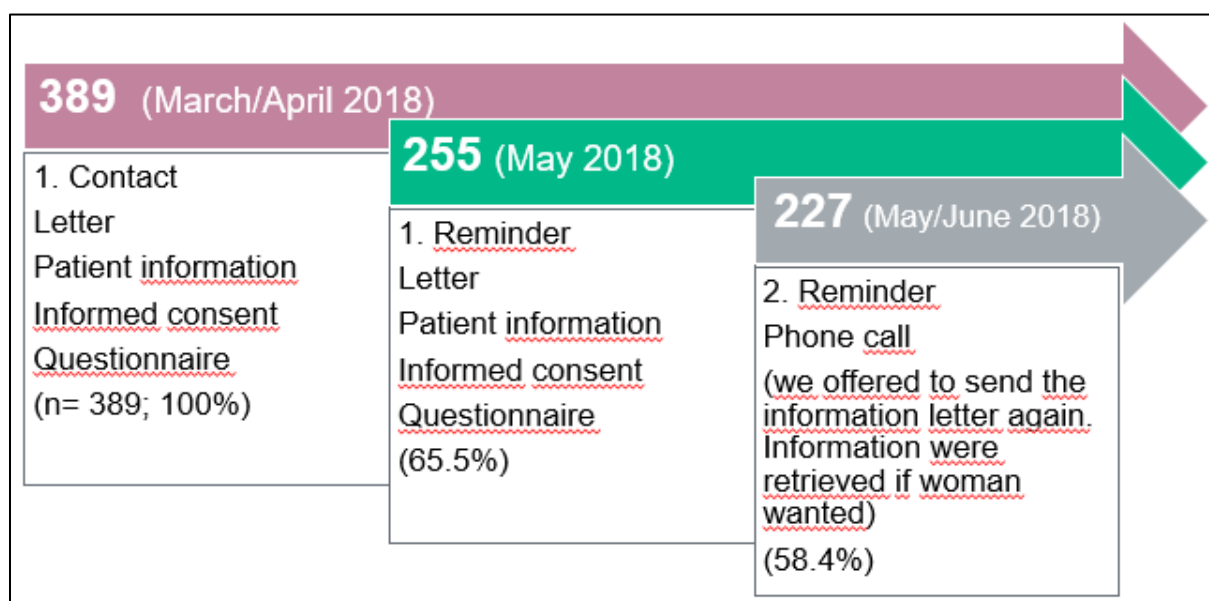 389 (March/April 2018)
1. Contact
Letter
Patient information
Informed consent
Questionnaire
(n= 389; 100%)
255 (May 2018)
1. Reminder
Letter
Patient information
Informed consent
Questionnaire
(65.5%)
227 (May/June 2018)
2. Reminder
Phone call
(we offered to send the
information letter again.
Information were
retrieved if woman
wanted)
(58.4%)